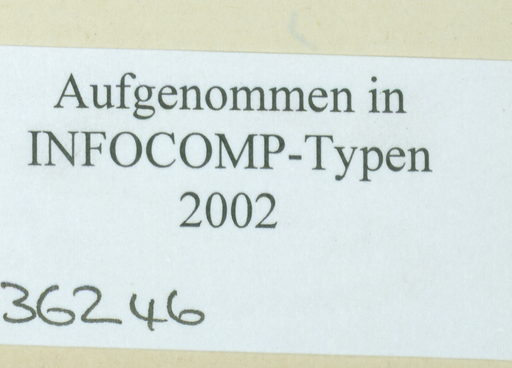 Aufgenommen in
INFOCOMP-Typen
2002
36246